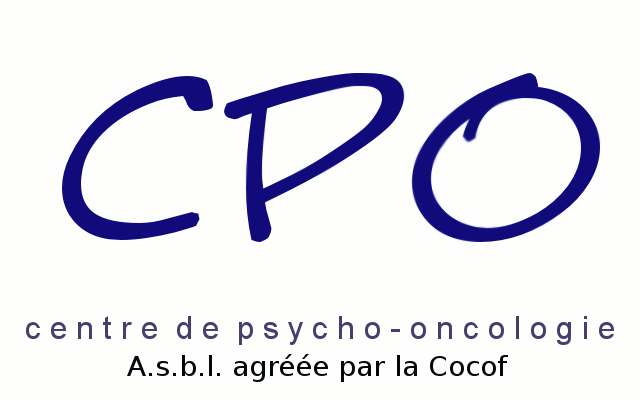 CPO
centre de psycho-oncologie
A.s.b.l. agréée par la Cocof